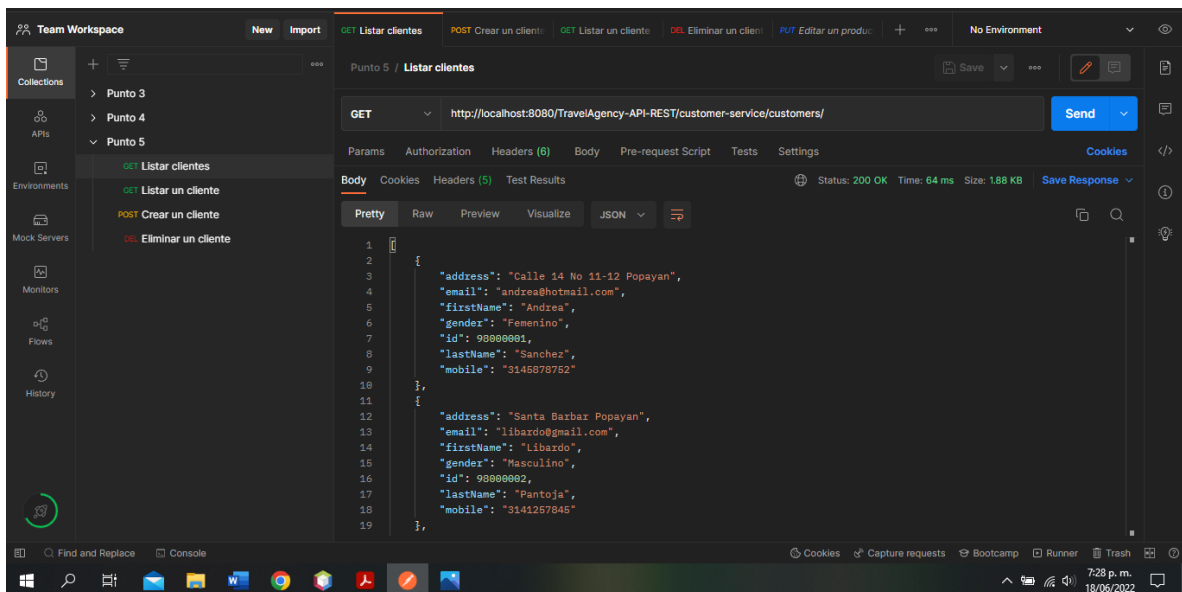 Team Workspace New Import
GET Listar clientes POST Crear un cliente GET Listar un cliente DEL Eliminar un client PUT Editar un produc No Environment
Collections
APIs
Environments
Mock Servers
Monitors
Flows
History
Punto 3
Punto 4
Punto 5
GET Listar clientes
GET Listar un cliente
POST Crear un cliente
DEL Eliminar un cliente
Punto 5 / Listar clientes Save
GET http://localhost:8080/TravelAgency-API-REST/customer-service/customers/ Send
Params Authorization Headers (6) Body Pre-request Script Tests Settings Cookies
Body Cookies Headers (5) Test Results Status: 200 OK Time: 64 ms Size: 1.88 KB Save Response
Pretty Raw Preview Visualize JSON
1 [
2 {
3 "address": "Calle 14 No 11-12 Popayan",
4 "email": "andrea@hotmail.com",
5 "firstName": "Andrea",
6 "gender": "Femenino",
7 "id": 98000001,
8 "lastName": "Sanchez",
9 "mobile": "3145878752"
10 },
11 {
12 "address": "Santa Barbar Popayan",
13 "email": "libardo@gmail.com",
14 "firstName": "Libardo",
15 "gender": "Masculino",
16 "id": 98000002,
17 "lastName": "Pantoja",
18 "mobile": "3141257845"
19 },
Find and Replace Console Cookies Capture requests Bootcamp Runner Trash
7:28 p. m.
18/06/2022